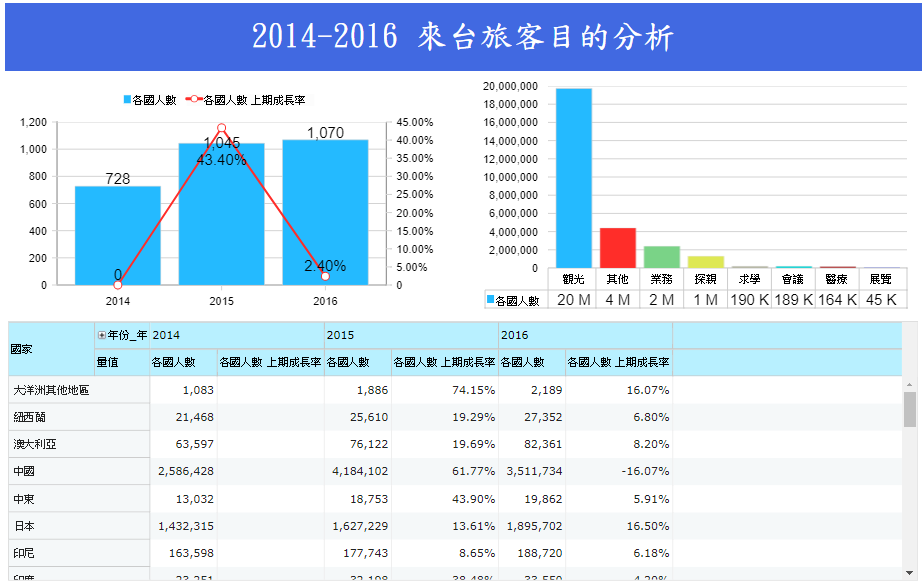 2014-2016 來台旅客目的分析
各國人數 各國人數 上期成長率
1,200
1,000
800
600
400
200
0
45.00%
40.00%
35.00%
30.00%
25.00%
20.00%
15.00%
10.00%
5.00%
0
728
1,045
1,070
0
43.40%
2.40%
2014 2015 2016
20,000,000
18,000,000
16,000,000
14,000,000
12,000,000
10,000,000
8,000,000
6,000,000
4,000,000
2,000,000
0
觀光 其他 業務 探親 求學 會議 醫療 展覽
各國人數 20 M 4 M 2 M 1 M 190 K 189 K 164 K 45 K
國家 年份_年 2014 2015 2016
量值 各國人數 各國人數 上期成長率 各國人數 各國人數 上期成長率 各國人數 各國人數 上期成長率
大洋洲其他地區 1,083 1,886 74.15% 2,189 16.07%
紐西蘭 21,468 25,610 19.29% 27,352 6.80%
澳大利亞 63,597 76,122 19.69% 82,361 8.20%
中國 2,586,428 4,184,102 61.77% 3,511,734 -16.07%
中東 13,032 18,753 43.90% 19,862 5.91%
日本 1,432,315 1,627,229 13.61% 1,895,702 16.50%
印尼 163,598 177,743 8.65% 188,720 6.18%